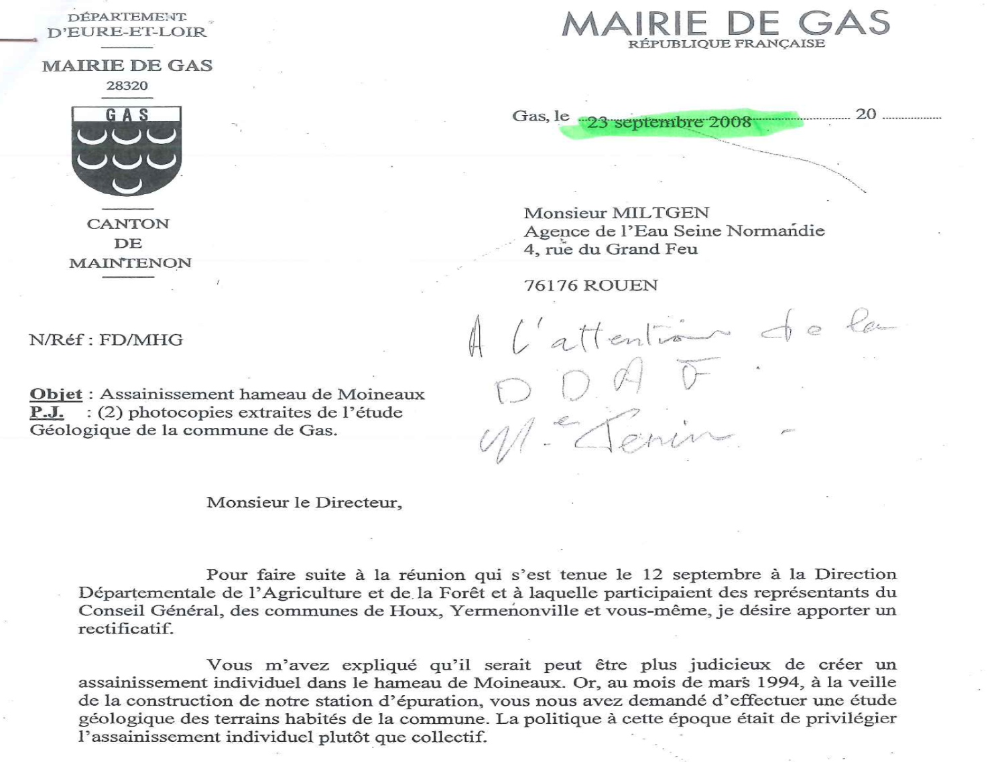 DÉPARTEMENT
D'EURE-ET-LOIR
MAIRIE DE GAS
28320
GAS
CANTON
DE
MAINTENON
MAIRIE DE GAS
RÉPUBLIQUE FRANÇAISE
Gas, le 23 septembre 2008 20
Monsieur MILTGEN
Agence de l'Eau Seine Normandie
4, rue du Grand Feu
76176 ROUEN
A l'attention de la
DDAF.
N/Réf : FD/MHG
Objet : Assainissement hameau de Moineaux
P.J. : (2) photocopies extraites de l'étude
Géologique de la commune de Gas.
Monsieur le Directeur,
Pour faire suite à la réunion qui s'est tenue le 12 septembre à la Direction
Départementale de l'Agriculture et de la Forêt et à laquelle participaient des représentants du
Conseil Général, des communes de Houx, Yermenonville et vous-même, je désire apporter un
rectificatif.
Vous m'avez expliqué qu'il serait peut être plus judicieux de créer un
assainissement individuel dans le hameau de Moineaux. Or, au mois de mars 1994, à la veille
de la construction de notre station d'épuration, vous nous avez demandé d'effectuer une étude
géologique des terrains habités de la commune. La politique à cette époque était de privilégier
l'assainissement individuel plutôt que collectif.